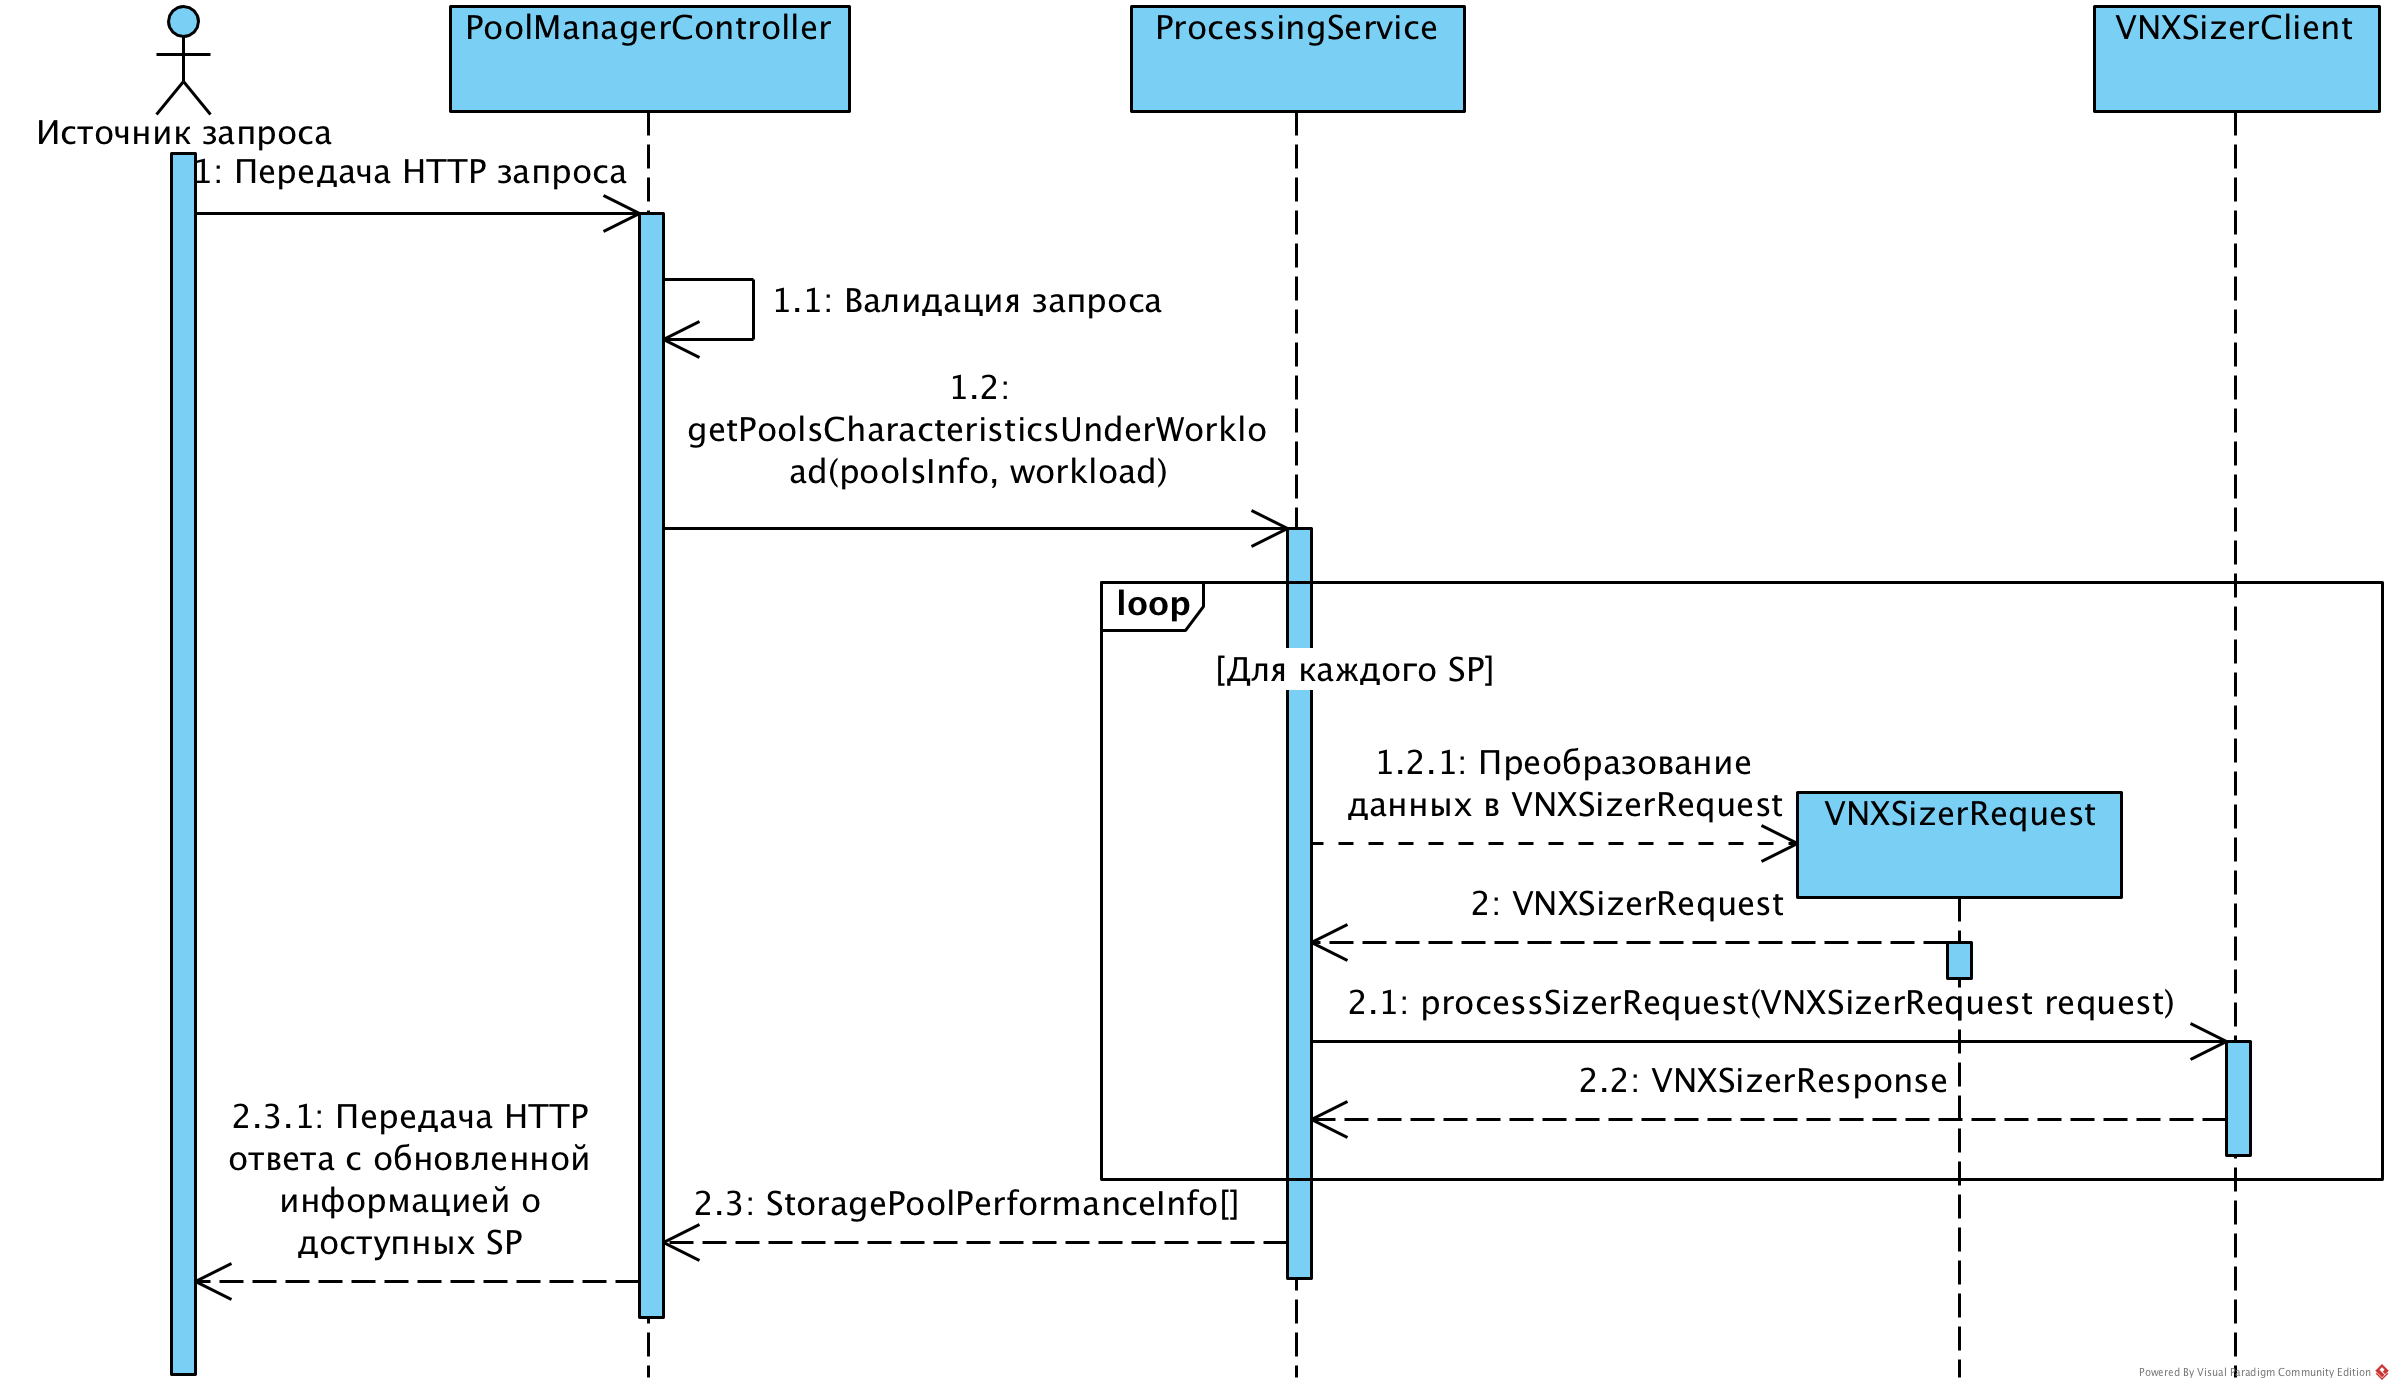 PoolManagerController
ProcessingService
VNXSizerClient
Источник запроса
1: Передача HTTP запроса
1.1: Валидация запроса
1.2:
getPoolsCharacteristicsUnderWorklo
ad(poolsInfo, workload)
loop
[Для каждого SP]
1.2.1: Преобразование
данных в VNXSizerRequest
VNXSizerRequest
2: VNXSizerRequest
2.1: processSizerRequest(VNXSizerRequest request)
2.2: VNXSizerResponse
2.3: StoragePoolPerformanceInfo[]
2.3.1: Передача HTTP
ответа с обновленной
информацией о
доступных SP
Powered By Visual Paradigm Community Edition